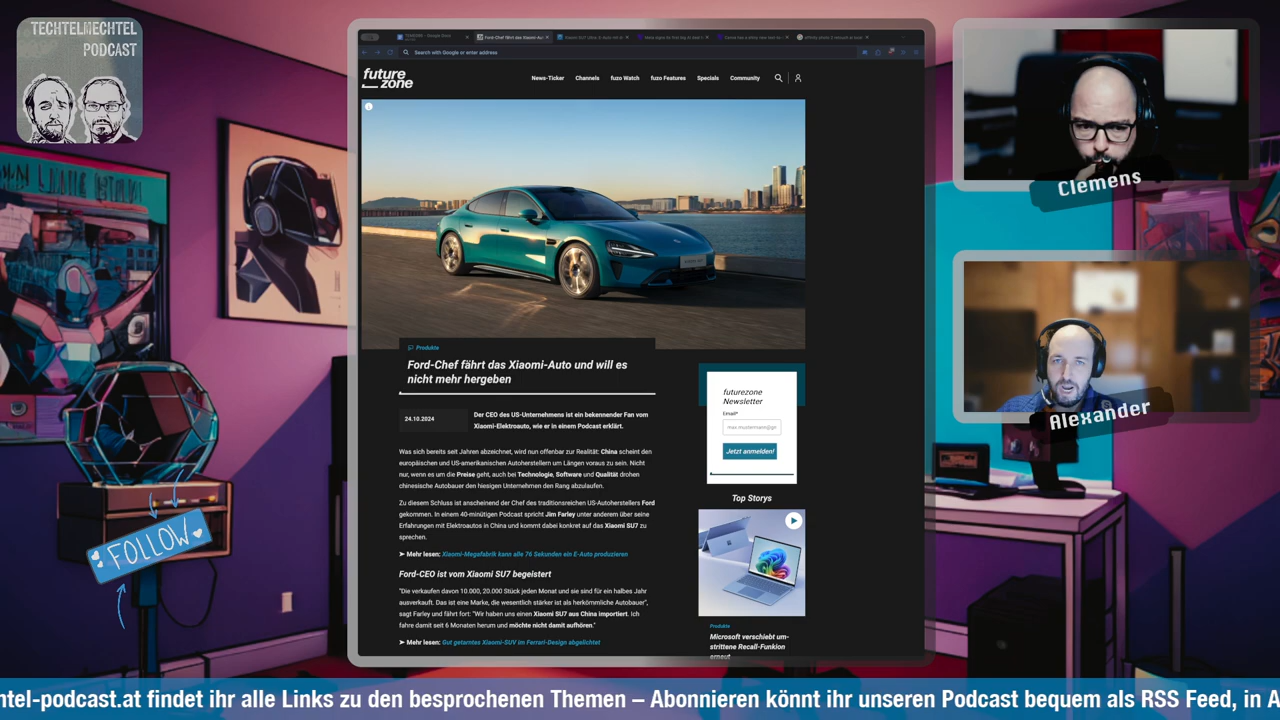 TECHTELMECHTEL
PODCAST
Search with Google or enter address
future
zone
News-Ticker
Channels
fuzo Watch
fuzo Features
Specials
Community
Produkte
Ford-Chef fährt das Xiaomi-Auto und will es
nicht mehr hergeben
24.10.2024
Der CEO des US-Unternehmens ist ein bekennender Fan vom
Xiaomi-Elektroauto, wie er in einem Podcast erklärt.
Was sich bereits seit Jahren abzeichnet, wird nun offenbar zur Realität: China scheint den
europäischen und US-amerikanischen Autoherstellern um Längen voraus zu sein. Nicht
nur, wenn es um die Preise geht, auch bei Technologie, Software und Qualität drohen
chinesische Autobauer den hiesigen Unternehmen den Rang abzulaufen.
Zu diesem Schluss ist anscheinend der Chef des traditionsreichen US-Autoherstellers Ford
gekommen. In einem 40-minütigen Podcast spricht Jim Farley unter anderem über seine
Erfahrungen mit Elektroautos in China und kommt dabei konkret auf das Xiaomi SU7 zu
sprechen.
➤ Mehr lesen: Xiaomi-Megafabrik kann alle 76 Sekunden ein E-Auto produzieren
Ford-CEO ist vom Xiaomi SU7 begeistert
"Die verkaufen davon 10.000, 20.000 Stück jeden Monat und sie sind für ein halbes Jahr
ausverkauft. Das ist eine Marke, die wesentlich stärker ist als herkömmliche Autobauer",
sagt Farley und fährt fort: "Wir haben uns einen Xiaomi SU7 aus China importiert. Ich
fahre damit seit 6 Monaten herum und möchte nicht damit aufhören."
➤ Mehr lesen: Gut getarntes Xiaomi-SUV im Ferrari-Design abgelichtet
futurezone
Newsletter
Email*
Jetzt anmelden!
Top Storys
Produkte
Microsoft verschiebt um-
strittene Recall-Funkion
erneut
Clemens
Alexander
FOLLOW
htel-podcast.at findet ihr alle Links zu den besprochenen Themen – Abonnieren könnt ihr unseren Podcast bequem als RSS Feed, in A